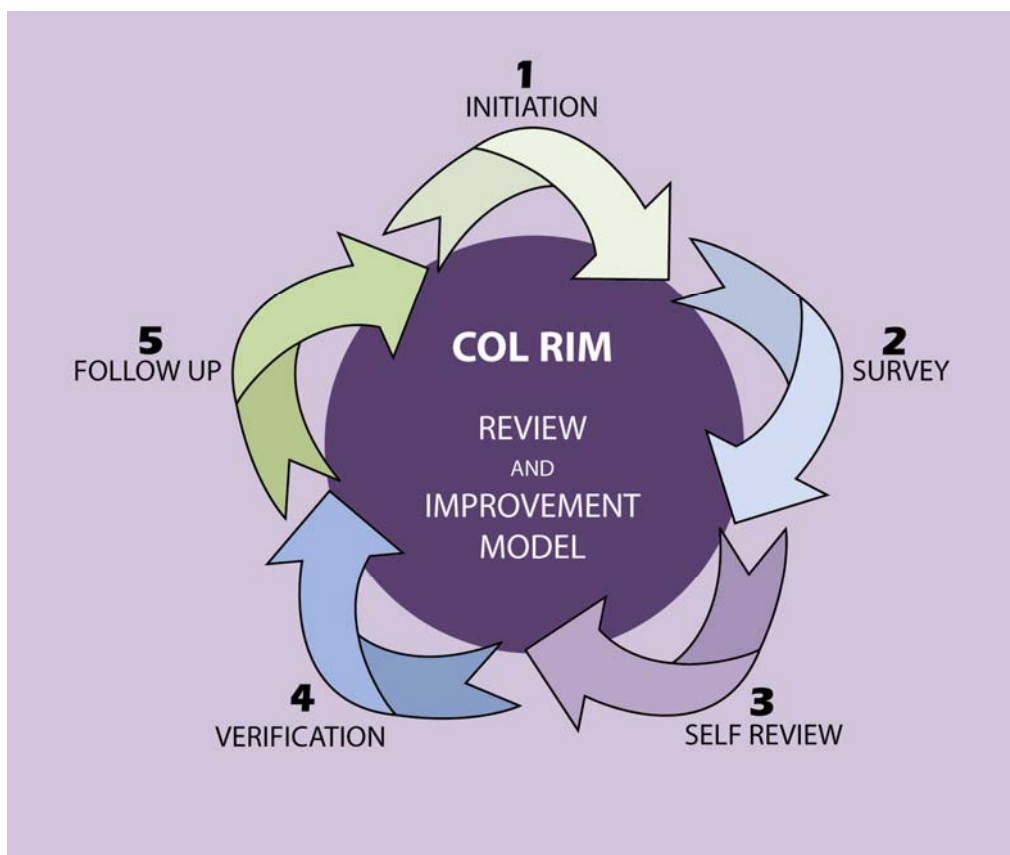 1
INITIATION
2
SURVEY
3
SELF REVIEW
4
VERIFICATION
5
FOLLOW UP
COL RIM
REVIEW
AND
IMPROVEMENT
MODEL